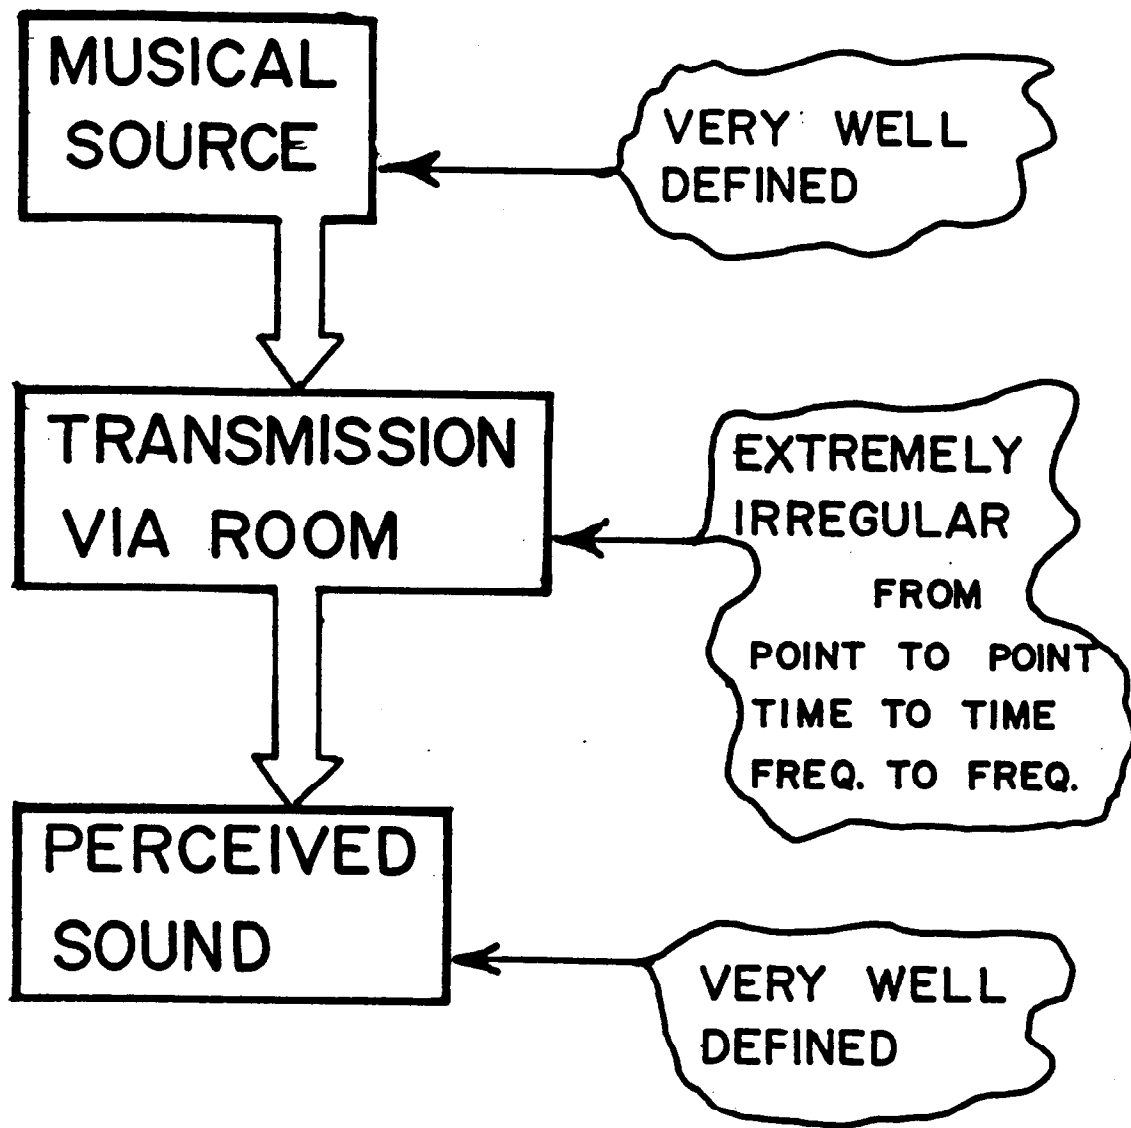 MUSICAL
SOURCE
VERY WELL
DEFINED
TRANSMISSION
VIA ROOM
EXTREMELY
IRREGULAR
FROM
POINT TO POINT
TIME TO TIME
FREQ. TO FREQ.
PERCEIVED
SOUND
VERY WELL
DEFINED